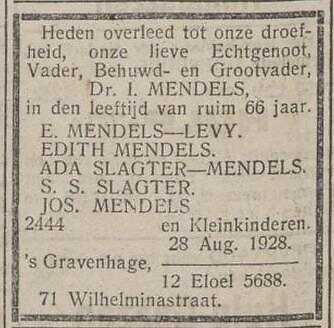 Heden overleed tot onze droef-
heid, onze lieve Echtgenoot,
Vader, Behuwd- en Grootvader,
Dr. I. MENDELS,
in den leeftijd van ruim 66 jaar.
E. MENDELS—LEVY.
EDITH MENDELS.
ADA SLAGTER—MENDELS.
S. S. SLAGTER.
JOS. MENDELS
2444 en Kleinkinderen.
28 Aug. 1928.
's Gravenhage,
12 Eloel 5688.
71 Wilhelminastraat.